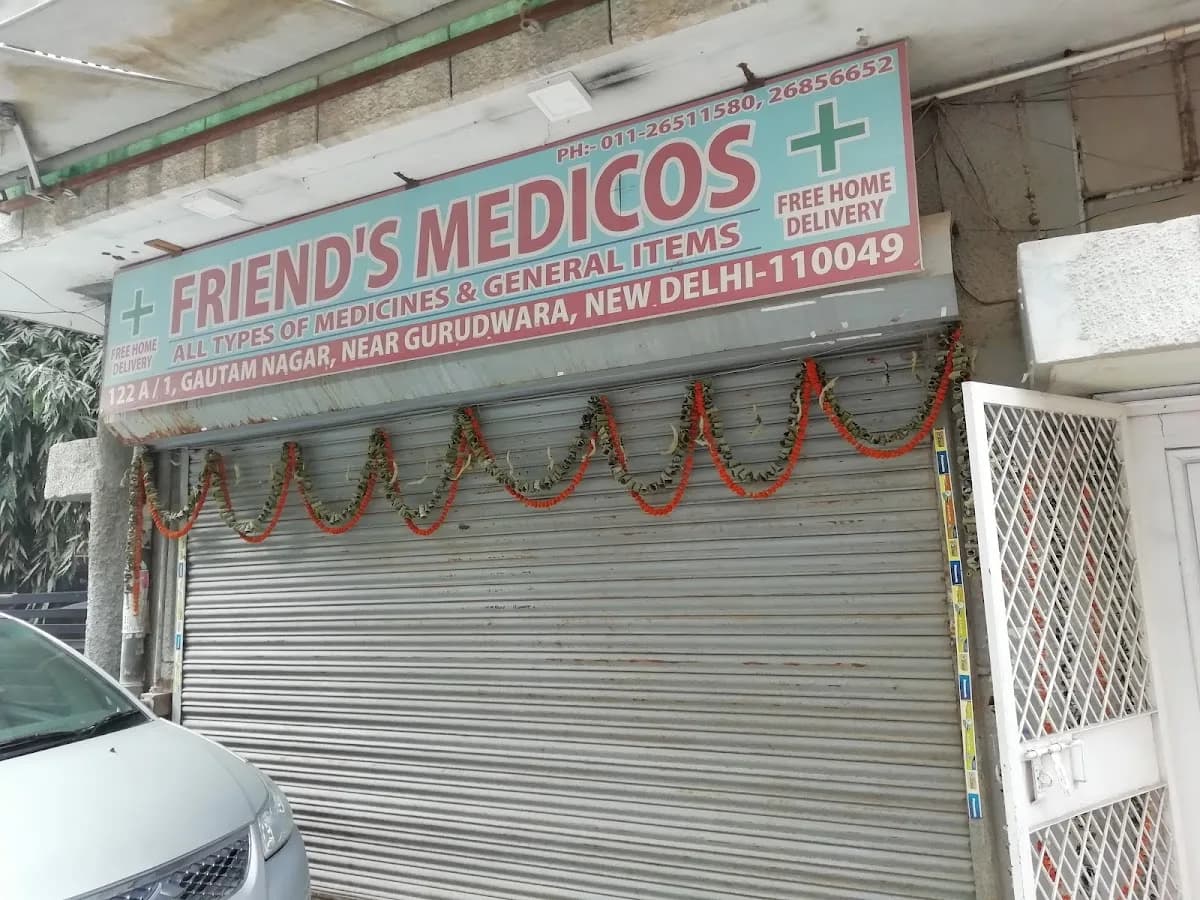 PH:- 011-26511580, 26856652
FRIEND'S MEDICOS
ALL TYPES OF MEDICINES & GENERAL ITEMS
FREE HOME
DELIVERY
FREE HOME
DELIVERY
122 A / 1, GAUTAM NAGAR, NEAR GURUDWARA, NEW DELHI-110049